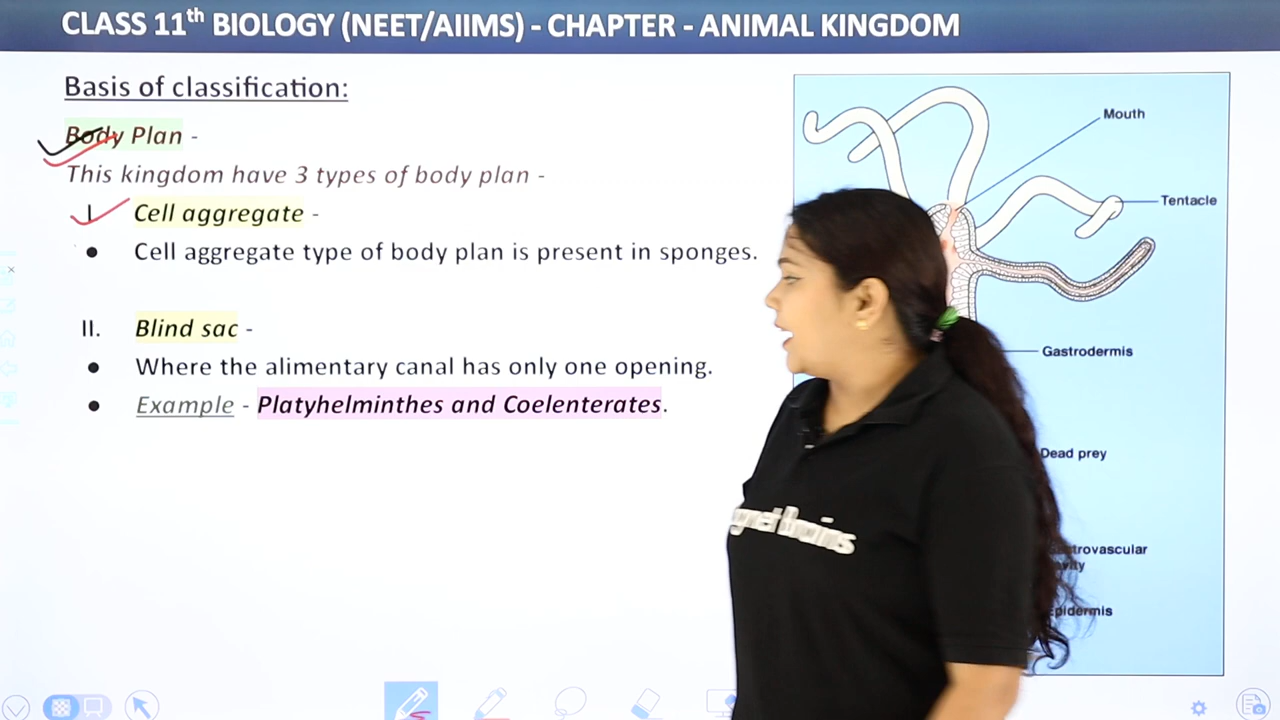 CLASS 11th BIOLOGY (NEET/AIIMS) - CHAPTER - ANIMAL KINGDOM
Basis of classification:
Body Plan -
This kingdom have 3 types of body plan -
I. Cell aggregate -
• Cell aggregate type of body plan is present in sponges.
II. Blind sac -
• Where the alimentary canal has only one opening.
• Example - Platyhelminthes and Coelenterates.
Mouth
Tentacle
Gastrodermis
Dead prey
Epidermis